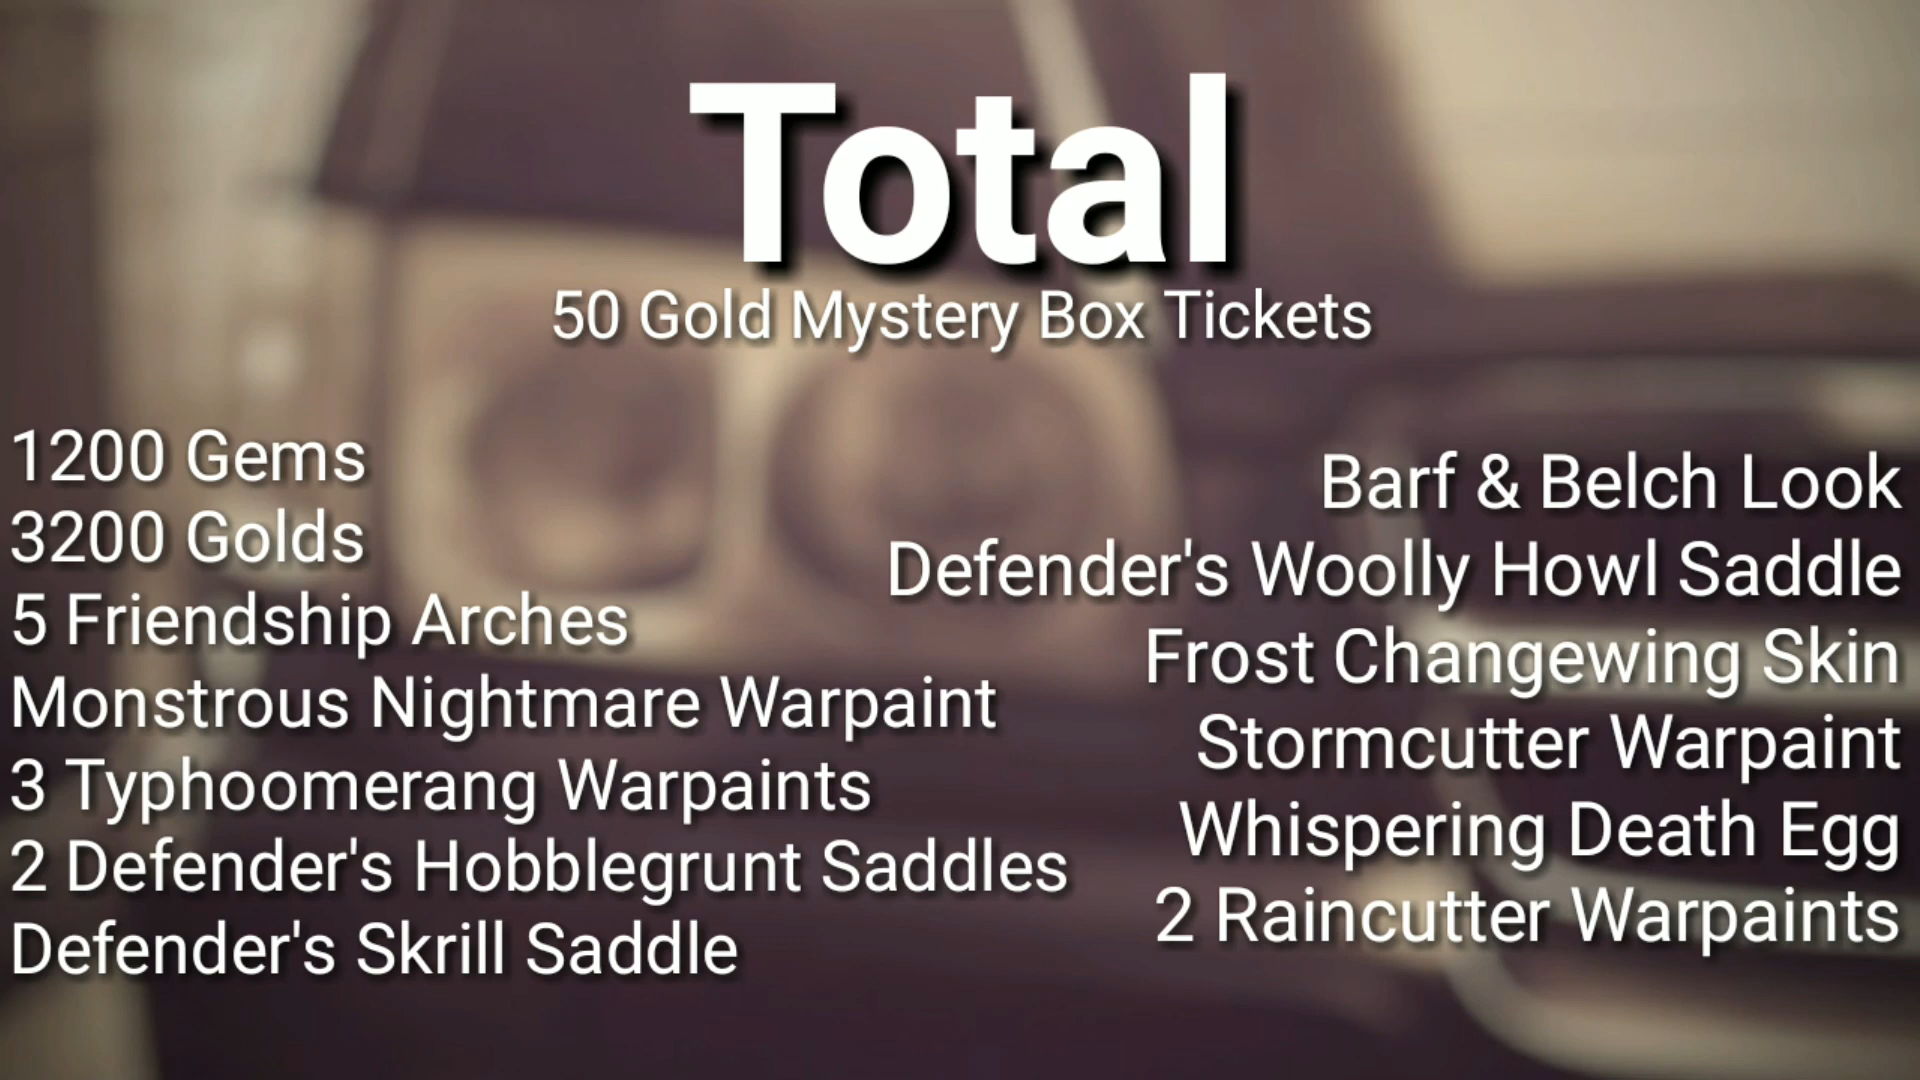 Total
50 Gold Mystery Box Tickets
1200 Gems
3200 Golds
5 Friendship Arches
Monstrous Nightmare Warpaint
3 Typhoomerang Warpaints
2 Defender's Hobblegrunt Saddles
Defender's Skrill Saddle
Barf & Belch Look
Defender's Woolly Howl Saddle
Frost Changewing Skin
Stormcutter Warpaint
Whispering Death Egg
2 Raincutter Warpaints